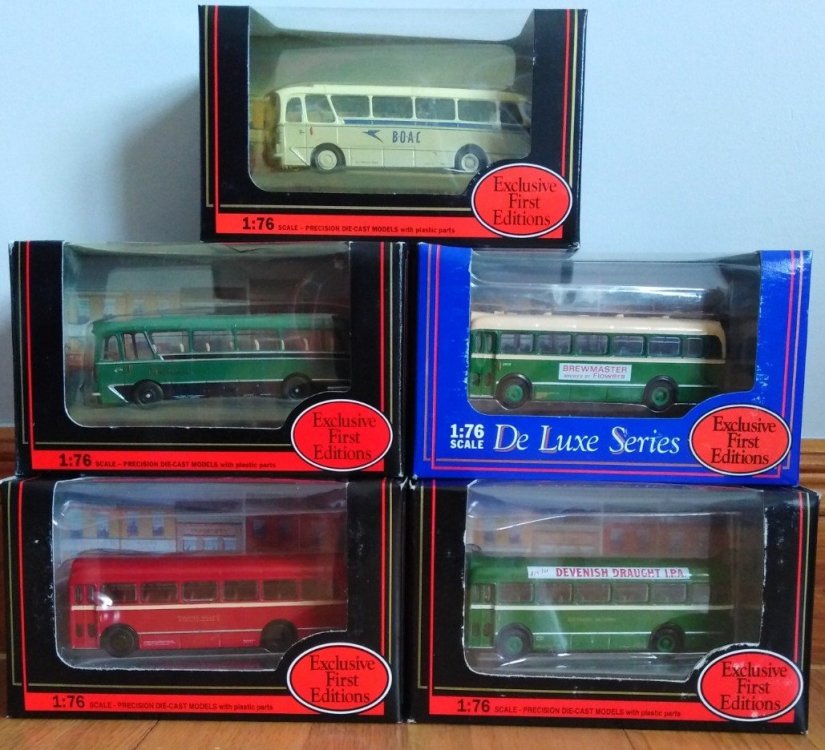 BOAC
Exclusive
First
Editions
1:76 SCALE – PRECISION DIE-CAST MODELS with plastic parts
Exclusive
First
Editions
1:76 SCALE – PRECISION DIE-CAST MODELS with plastic parts
BREWMASTER
Flowers
1:76
SCALE
De Luxe Series
Exclusive
First
Editions
Exclusive
First
Editions
1:76 SCALE – PRECISION DIE-CAST MODELS with plastic parts
DEVENISH DRAUGHT I.P.A.
Exclusive
First
Editions
1:76 SCALE – PRECISION DIE-CAST MODELS with plastic parts